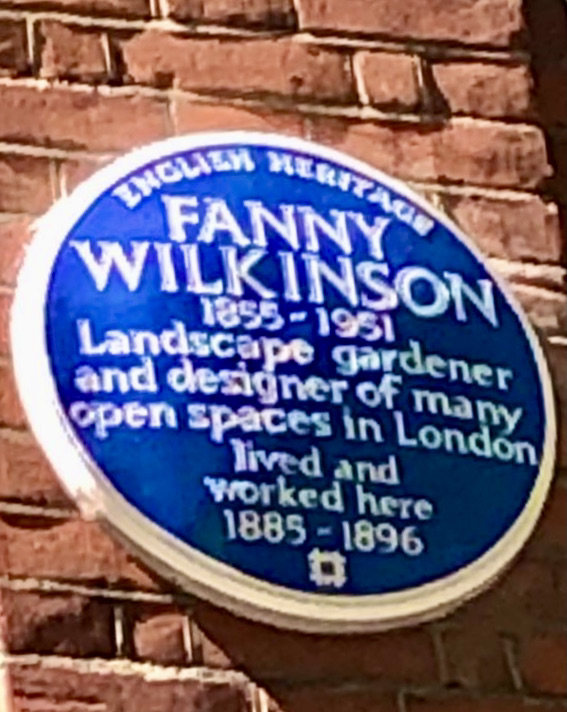 ENGLISH HERITAGE
FANNY
WILKINSON
1855-1951
Landscape gardener
and designer of many
open spaces in London
lived and
worked here
1885-1896